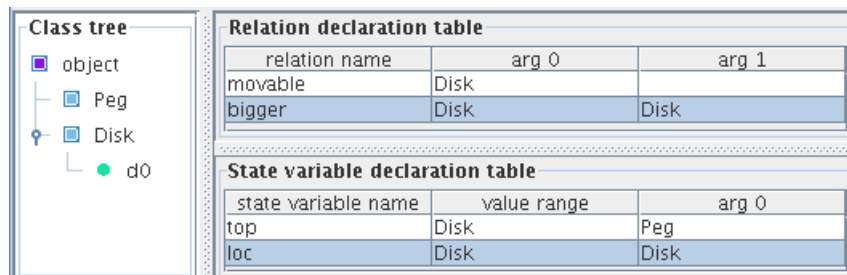 Class tree
object
Peg
Disk
d0
Relation declaration table
relation name arg 0 arg 1
movable Disk
bigger Disk Disk
State variable declaration table
state variable name value range arg 0
top Disk Peg
loc Disk Disk